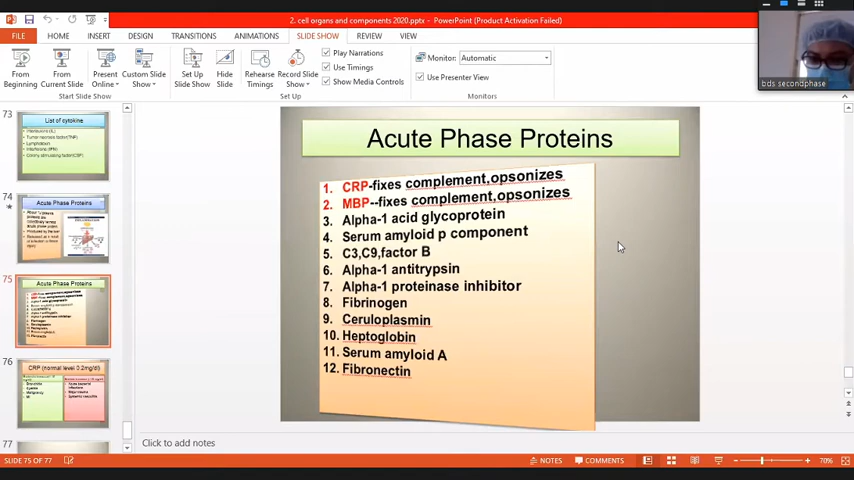 2. cell organs and components 2020.pptx - PowerPoint (Product Activation Failed)
FILE HOME INSERT DESIGN TRANSITIONS ANIMATIONS SLIDE SHOW REVIEW VIEW
From Beginning
From Current Slide
Present Online
Custom Slide Show
Start Slide Show
Set Up Slide Show
Hide Slide
Rehearse Timings
Record Slide Show
Play Narrations
Use Timings
Show Media Controls
Set Up
Monitor: Automatic
Use Presenter View
Monitors
bds secondphase
73
List of cytokine
74
Acute Phase Proteins
75
Acute Phase Proteins
76
CRP (normal level 0.2mg/dl)
77
Acute Phase Proteins
1. CRP-fixes complement,opsonizes
2. MBP--fixes complement,opsonizes
3. Alpha-1 acid glycoprotein
4. Serum amyloid p component
5. C3,C9,factor B
6. Alpha-1 antitrypsin
7. Alpha-1 proteinase inhibitor
8. Fibrinogen
9. Ceruloplasmin
10. Heptoglobin
11. Serum amyloid A
12. Fibronectin
Click to add notes
SLIDE 75 OF 77
NOTES COMMENTS 70%